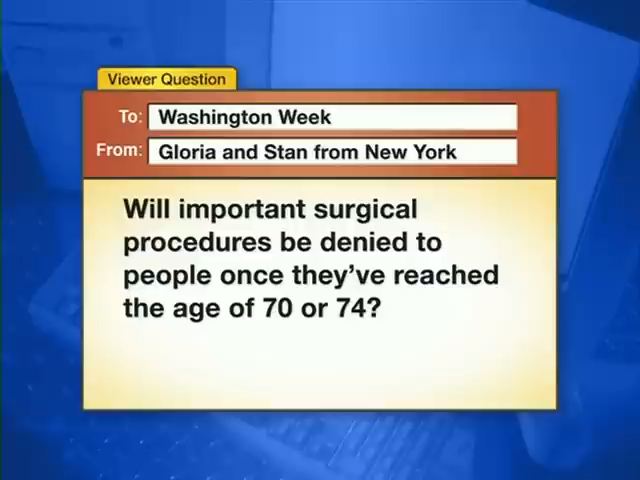 Viewer Question
To: Washington Week
From: Gloria and Stan from New York
Will important surgical
procedures be denied to
people once they've reached
the age of 70 or 74?